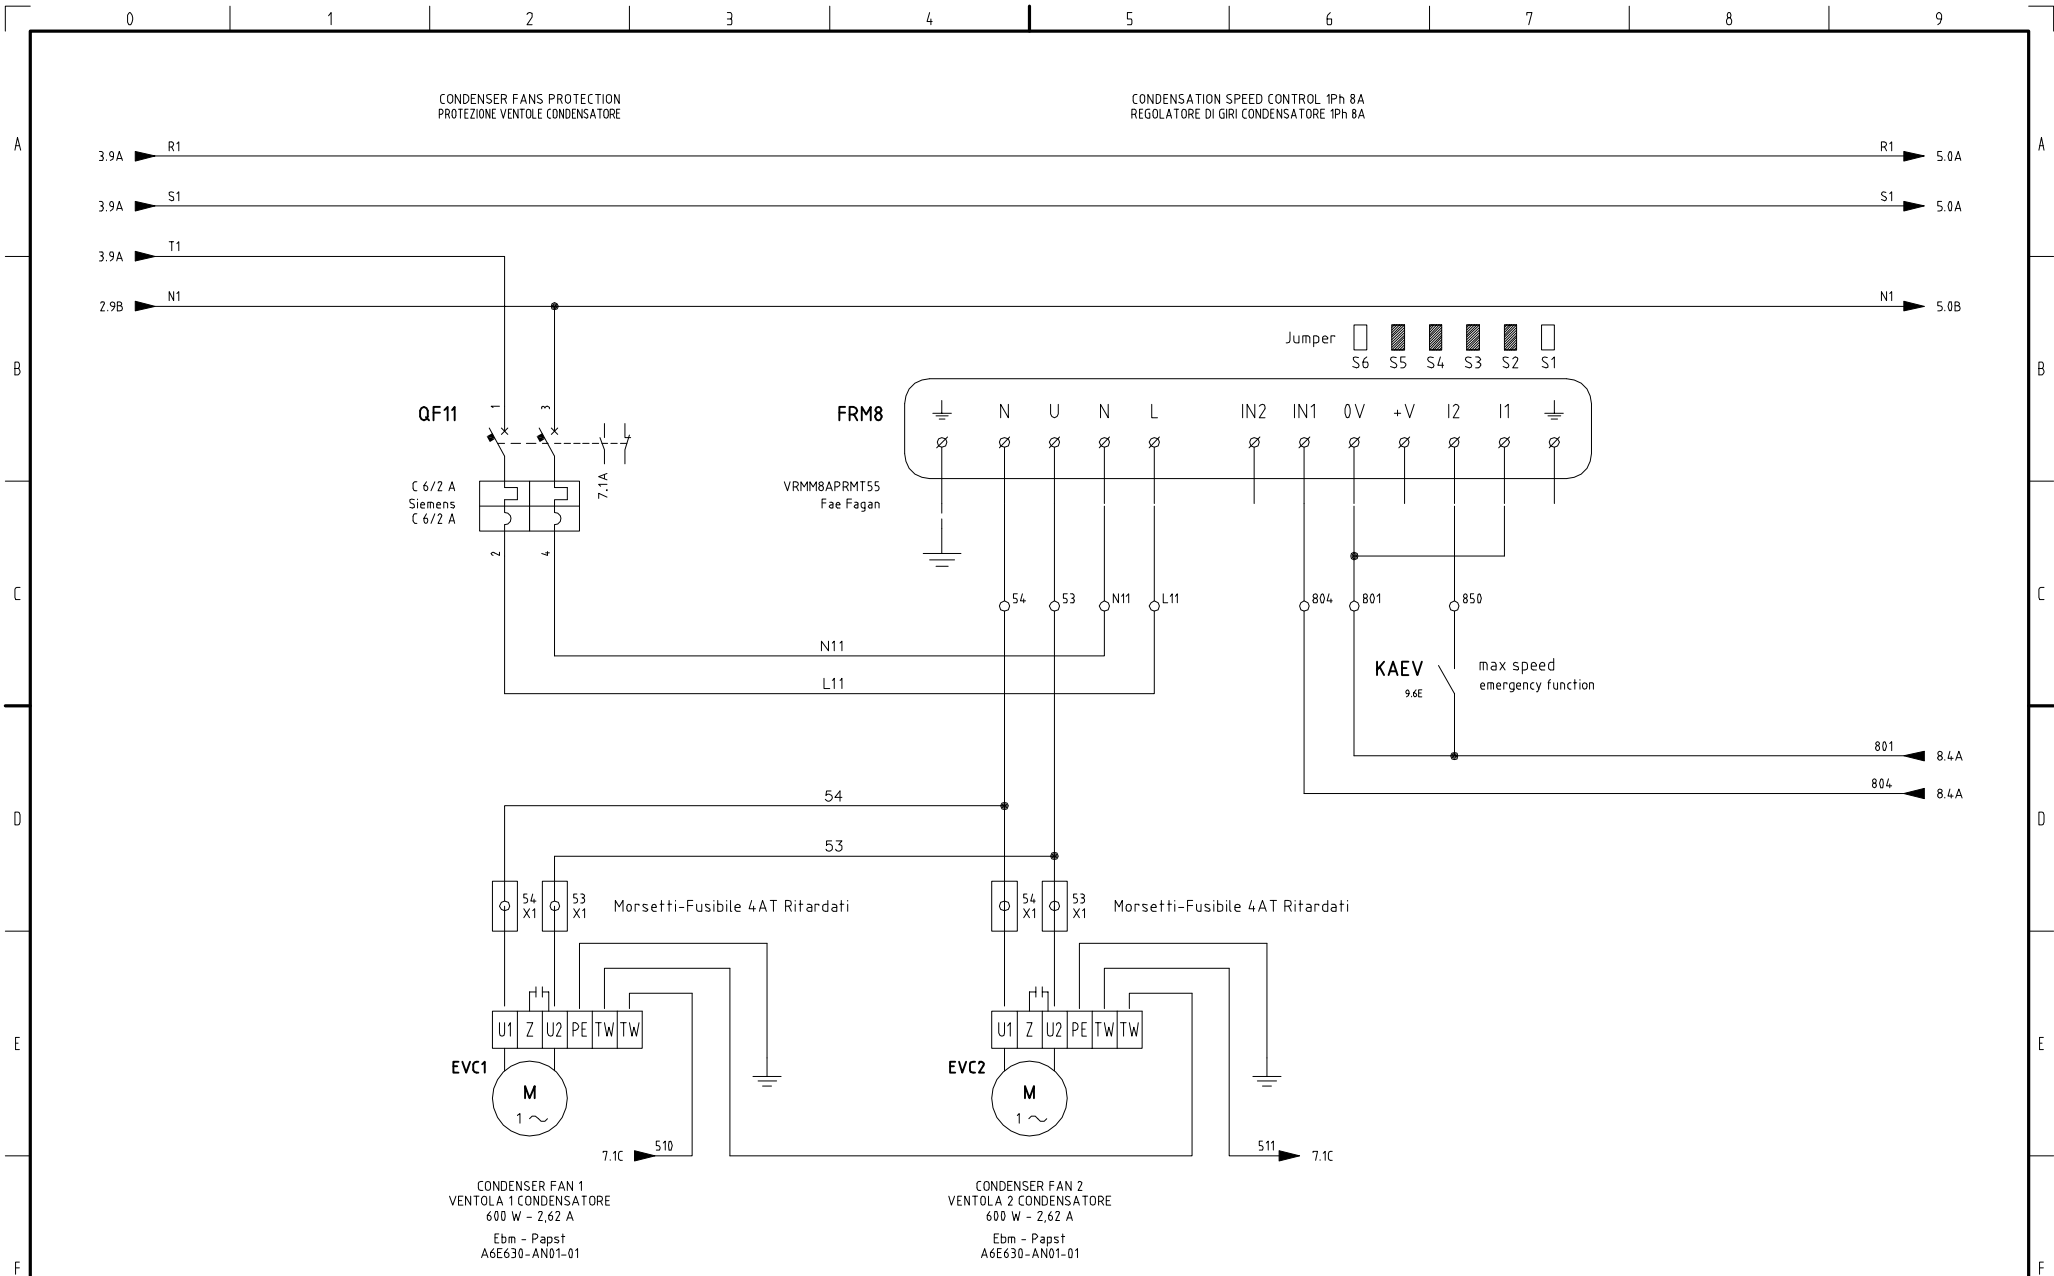 0 1 2 3 4 5 6 7 8 9
CONDENSER FANS PROTECTION
PROTEZIONE VENTOLE CONDENSATORE
CONDENSATION SPEED CONTROL 1Ph 8A
REGOLATORE DI GIRI CONDENSATORE 1Ph 8A
A A
3.9A R1 R1 5.0A
3.9A S1 S1 5.0A
3.9A T1
2.9B N1 N1 5.0B
Jumper
S6 S5 S4 S3 S2 S1
B B
QF11 1 3
FRM8 N U N L IN2 IN1 0V +V I2 I1
C 6/2 A
Siemens
C 6/2 A
7.1A
VRMM8APRMT55
Fae Fagan
2 4
C C
54 53 N11 L11 804 801 850
N11
L11
KAEV
9.6E
max speed
emergency function
801 8.4A
804 8.4A
54
D D
53
54
X1
53
X1
Morsetti-Fusibile 4AT Ritardati
54
X1
53
X1
Morsetti-Fusibile 4AT Ritardati
E E
U1 Z U2 PE TW TW
U1 Z U2 PE TW TW
EVC1
M
1
EVC2
M
1
7.1C 510
511 7.1C
CONDENSER FAN 1
VENTOLA 1 CONDENSATORE
600 W - 2,62 A
Ebm - Papst
A6E630-AN01-01
CONDENSER FAN 2
VENTOLA 2 CONDENSATORE
600 W - 2,62 A
Ebm - Papst
A6E630-AN01-01
F F